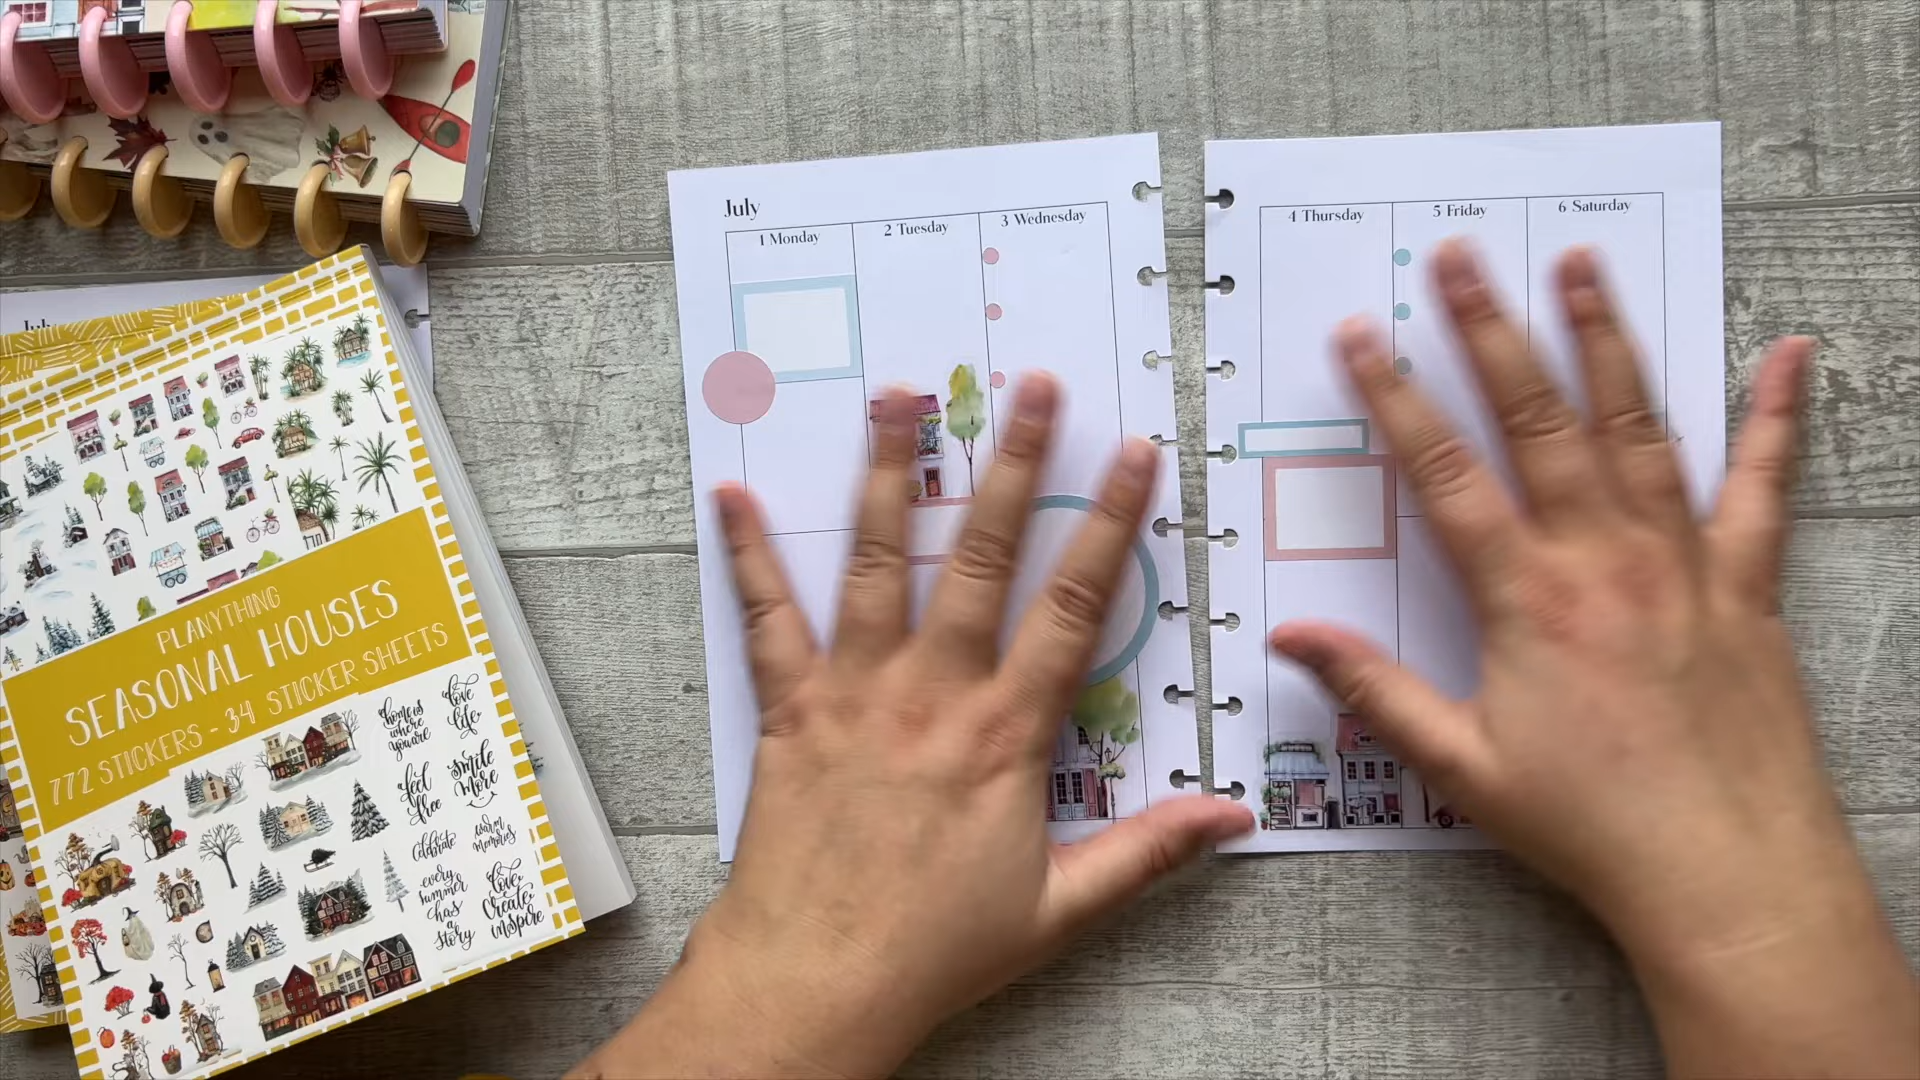 July
1 Monday
2 Tuesday
3 Wednesday
4 Thursday
5 Friday
6 Saturday
July
PLANYTHING
SEASONAL HOUSES
772 STICKERS - 34 STICKER SHEETS
home is
where
you are
love
life
feel
free
smile
more
celebrate
warm
memories
every
summer
has
a
story
love
create
inspire